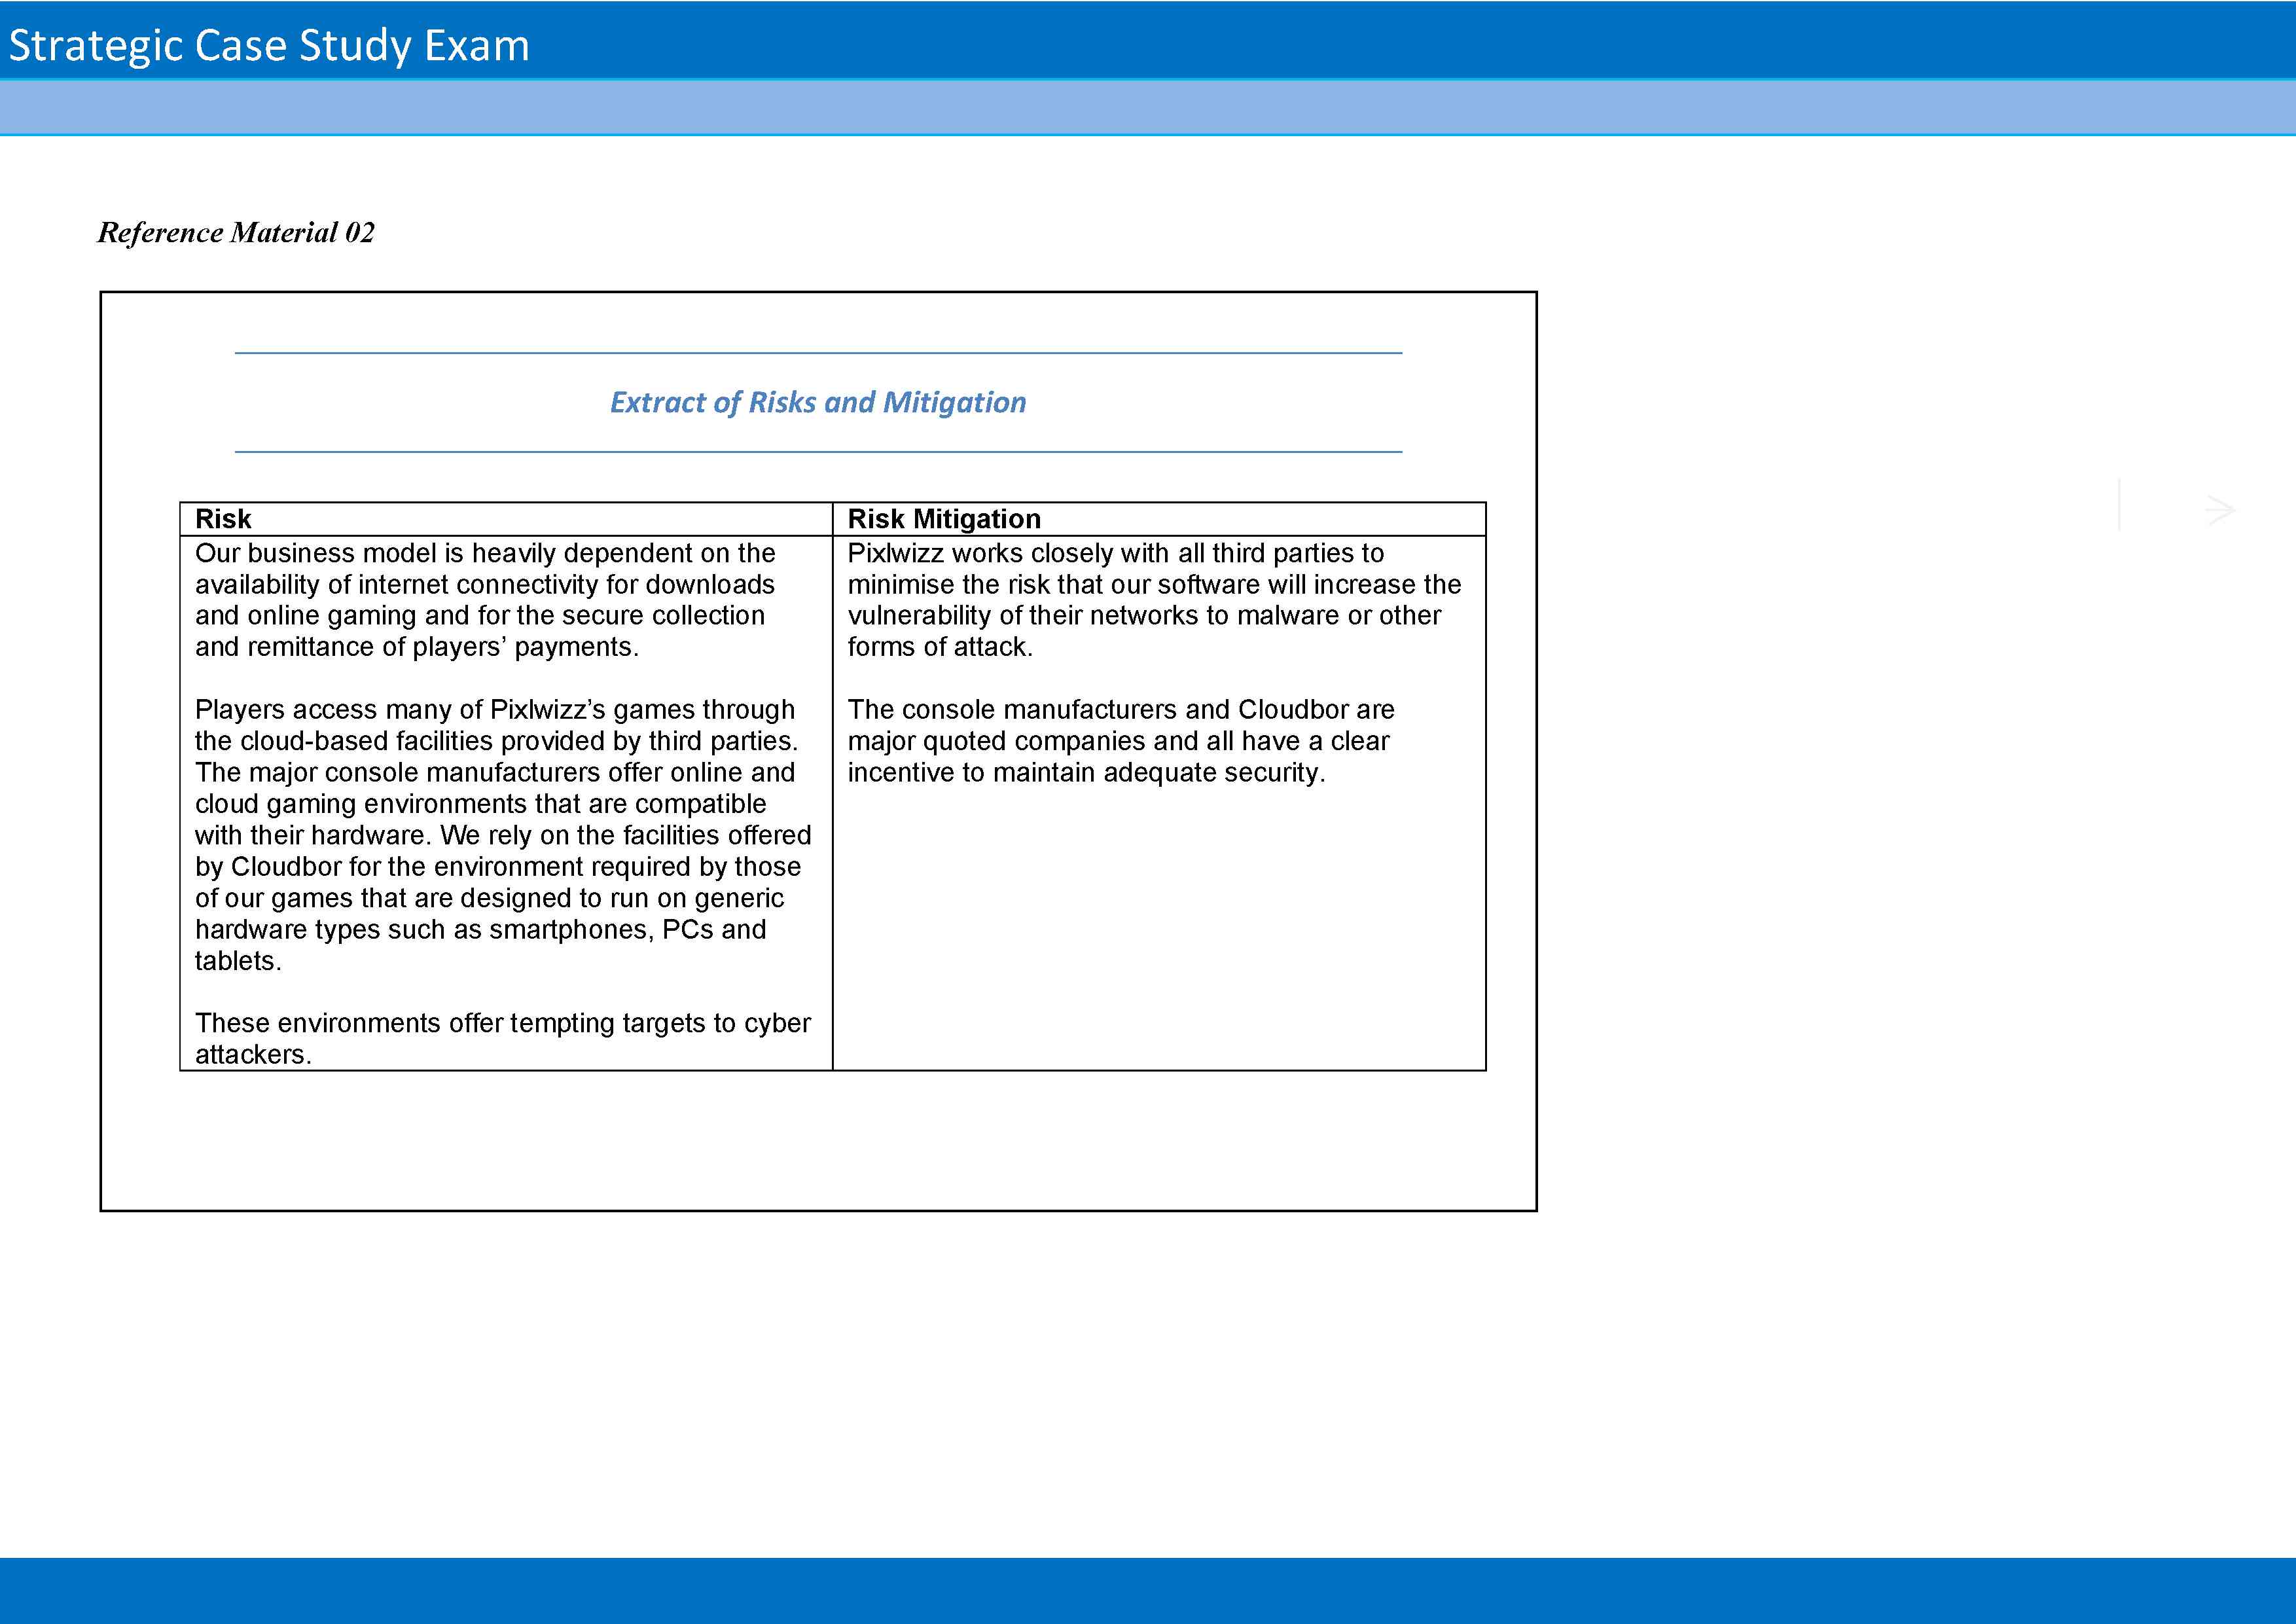 Strategic Case Study Exam
Reference Material 02
Extract of Risks and Mitigation
Risk
Our business model is heavily dependent on the
availability of internet connectivity for downloads
and online gaming and for the secure collection
and remittance of players’ payments.
Players access many of Pixlwizz’s games through
the cloud-based facilities provided by third parties.
The major console manufacturers offer online and
cloud gaming environments that are compatible
with their hardware. We rely on the facilities offered
by Cloudbor for the environment required by those
of our games that are designed to run on generic
hardware types such as smartphones, PCs and
tablets.
These environments offer tempting targets to cyber
attackers.
Risk Mitigation
Pixlwizz works closely with all third parties to
minimise the risk that our software will increase the
vulnerability of their networks to malware or other
forms of attack.
The console manufacturers and Cloudbor are
major quoted companies and all have a clear
incentive to maintain adequate security.